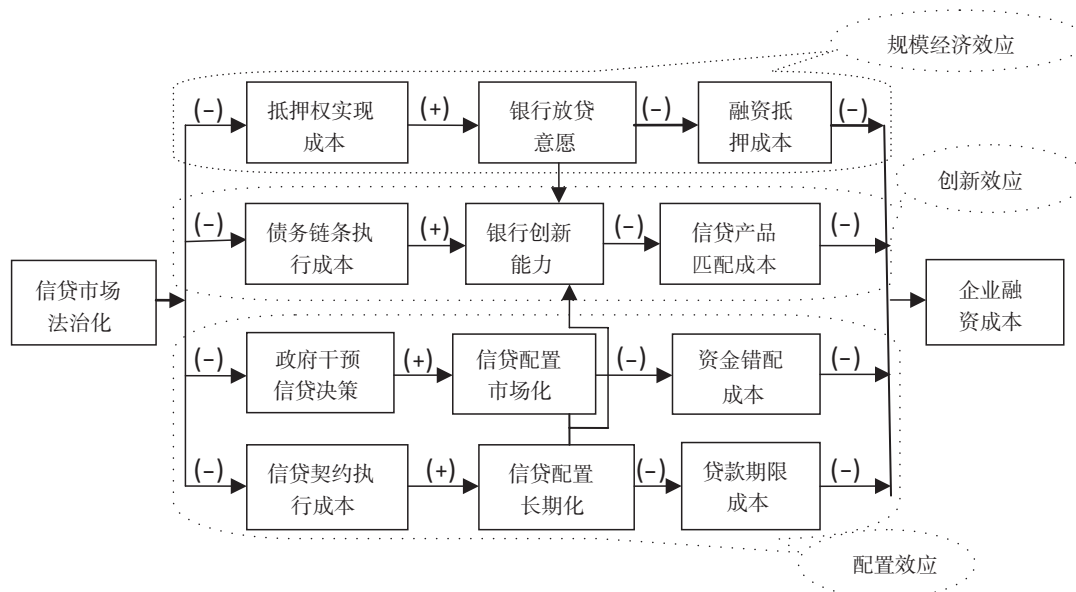 规模经济效应
(-)
抵押权实现
成本
(+)
银行放贷
意愿
(-)
融资抵
押成本
(-)
创新效应
(-)
债务链条执
行成本
(+)
银行创新
能力
(-)
信贷产品
匹配成本
(-)
信贷市场
法治化
企业融
资成本
(-)
政府干预
信贷决策
(+)
信贷配置
市场化
(-)
资金错配
成本
(-)
(-)
信贷契约执
行成本
(+)
信贷配置
长期化
(-)
贷款期限
成本
(-)
配置效应